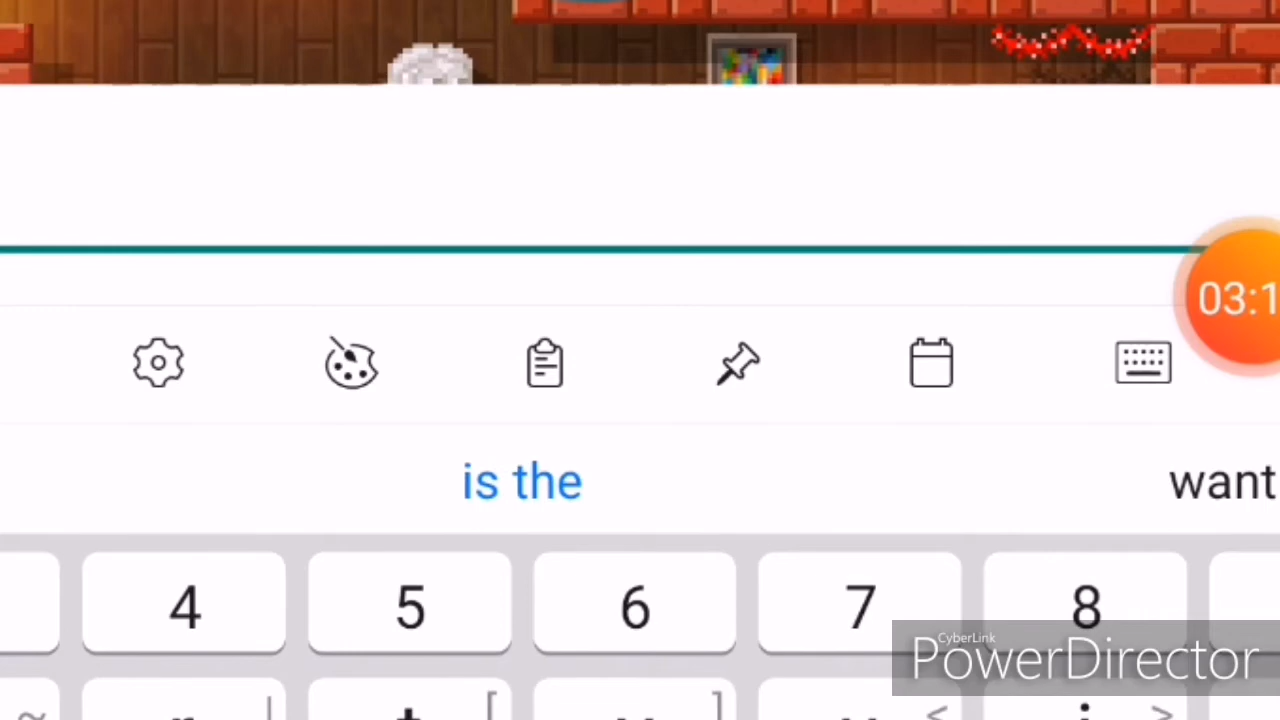 03:1
is the
want
4 5 6 7 8
CyberLink
PowerDirector
~ | [ ] < >